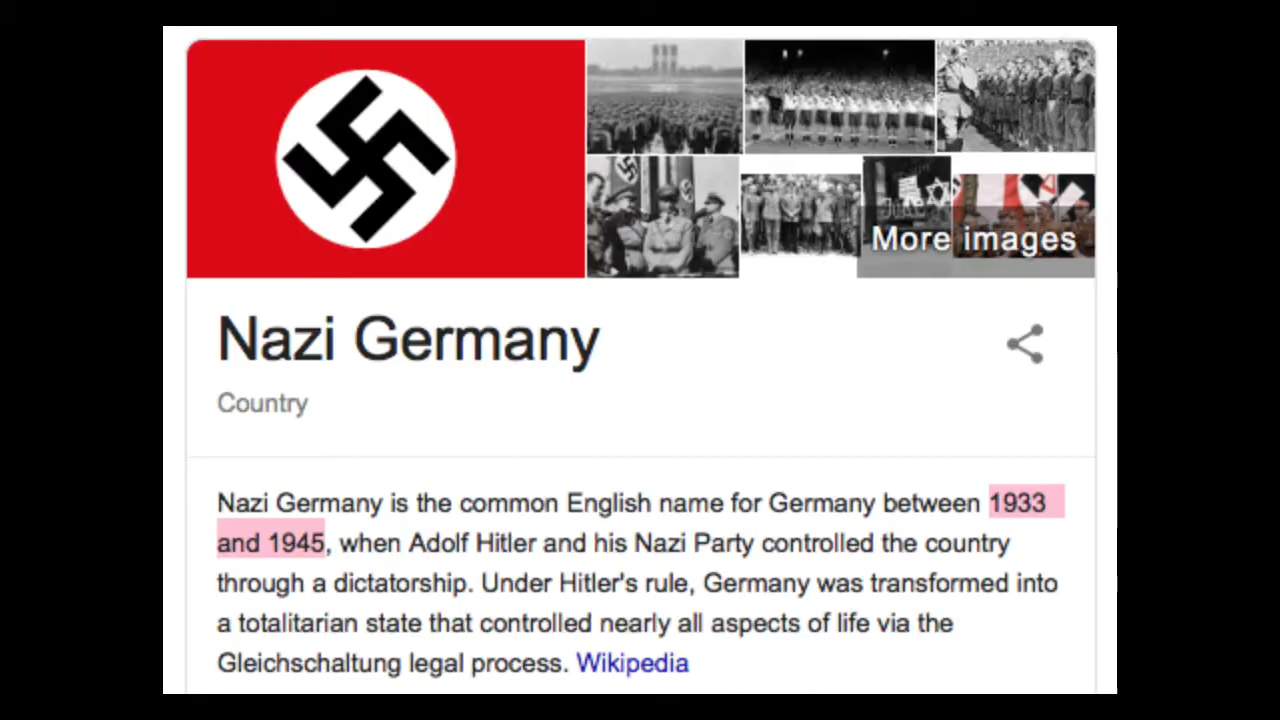 More images
Nazi Germany
Country
Nazi Germany is the common English name for Germany between 1933
and 1945, when Adolf Hitler and his Nazi Party controlled the country
through a dictatorship. Under Hitler's rule, Germany was transformed into
a totalitarian state that controlled nearly all aspects of life via the
Gleichschaltung legal process. Wikipedia